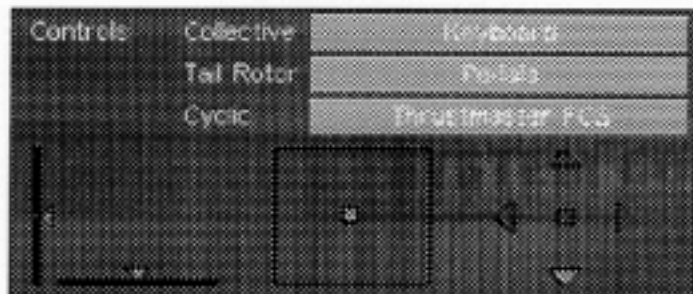 Controls Collective Keyboard
Tail Rotor Pedals
Cyclic Thrustmaster FCS